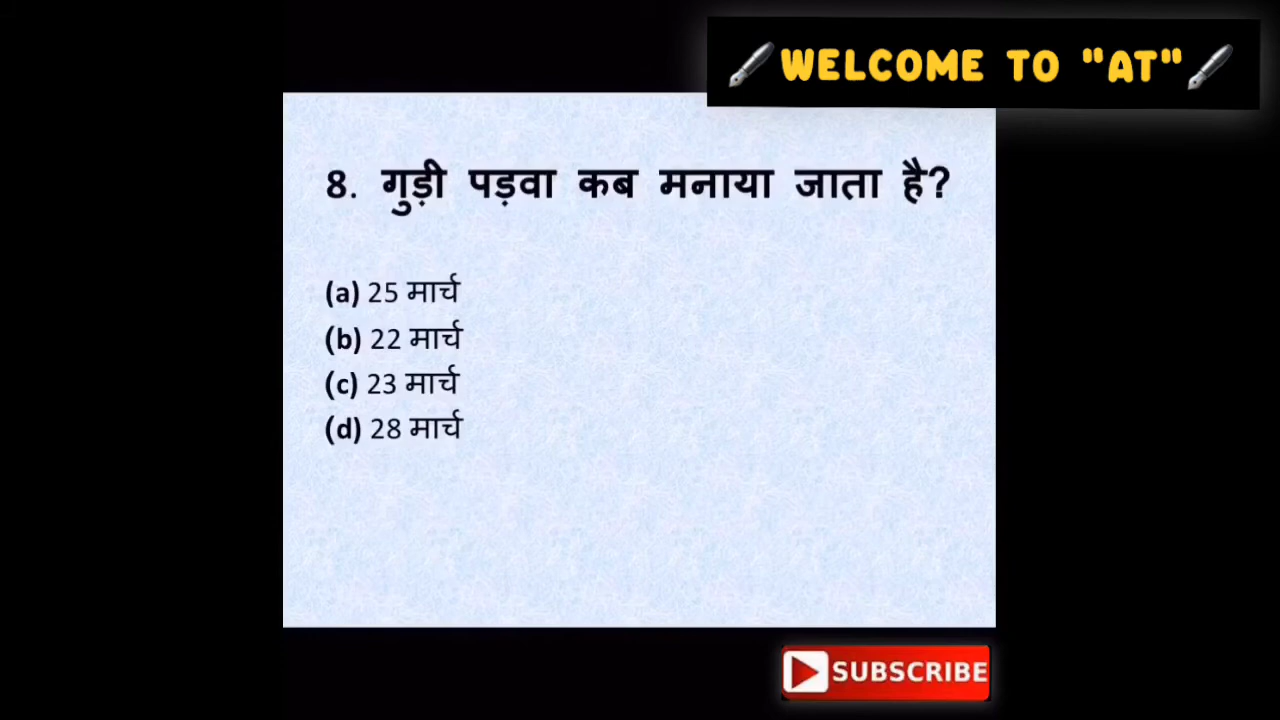 WELCOME TO "AT"
8. गुड़ी पड़वा कब मनाया जाता है?
(a) 25 मार्च
(b) 22 मार्च
(c) 23 मार्च
(d) 28 मार्च
SUBSCRIBE